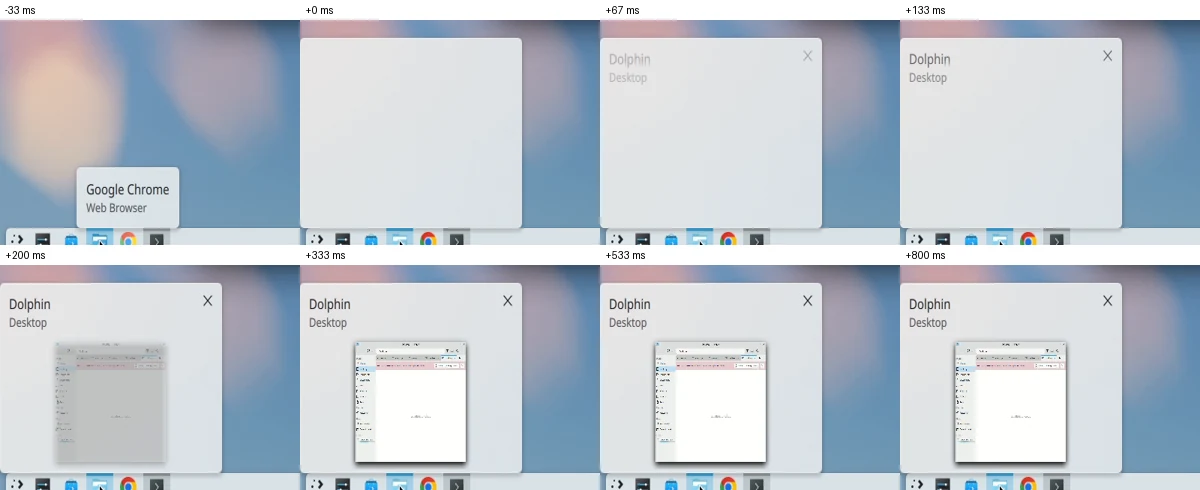 -33 ms
+0 ms
+67 ms
+133 ms
Google Chrome
Web Browser
Dolphin
Desktop
Dolphin
Desktop
+200 ms
+333 ms
+533 ms
+800 ms
Dolphin
Desktop
Dolphin
Desktop
Dolphin
Desktop
Dolphin
Desktop